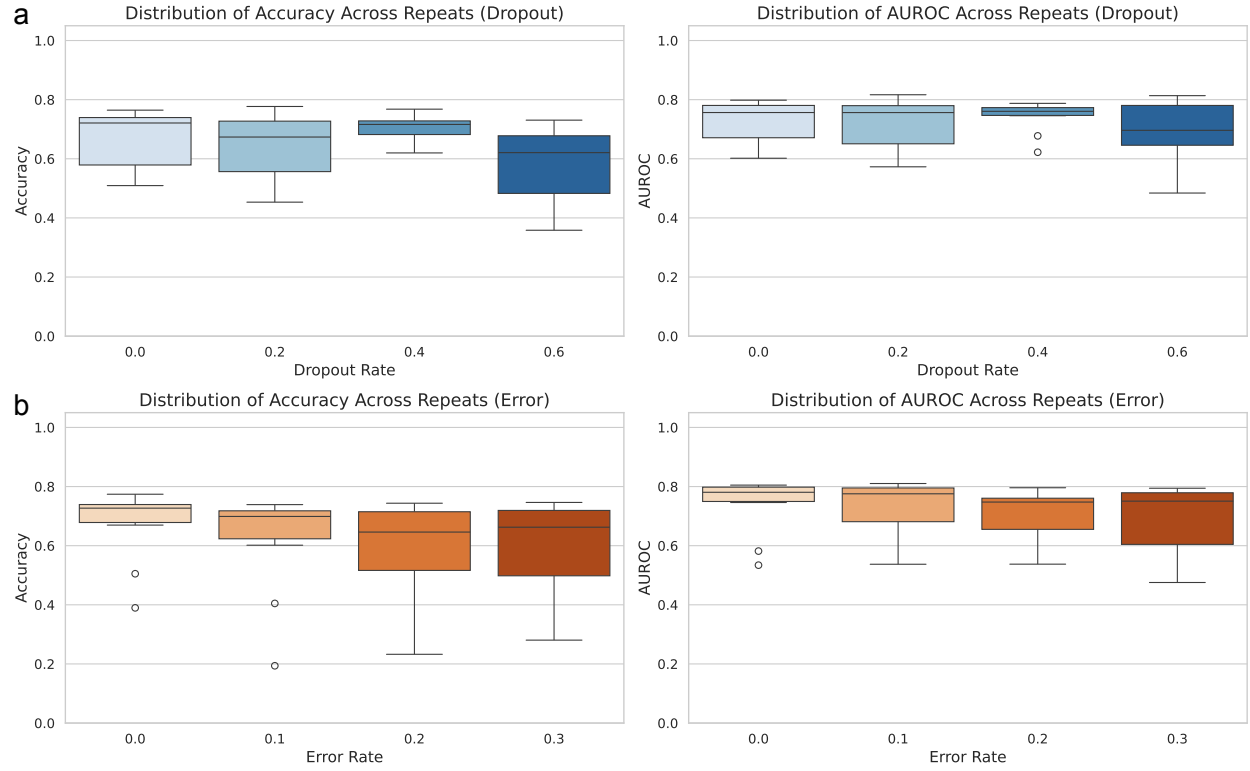 a
Distribution of Accuracy Across Repeats (Dropout)
Accuracy
1.0
0.8
0.6
0.4
0.2
0.0
0.0 0.2 0.4 0.6
Dropout Rate
Distribution of AUROC Across Repeats (Dropout)
AUROC
1.0
0.8
0.6
0.4
0.2
0.0
0.0 0.2 0.4 0.6
Dropout Rate
b
Distribution of Accuracy Across Repeats (Error)
Accuracy
1.0
0.8
0.6
0.4
0.2
0.0
0.0 0.1 0.2 0.3
Error Rate
Distribution of AUROC Across Repeats (Error)
AUROC
1.0
0.8
0.6
0.4
0.2
0.0
0.0 0.1 0.2 0.3
Error Rate